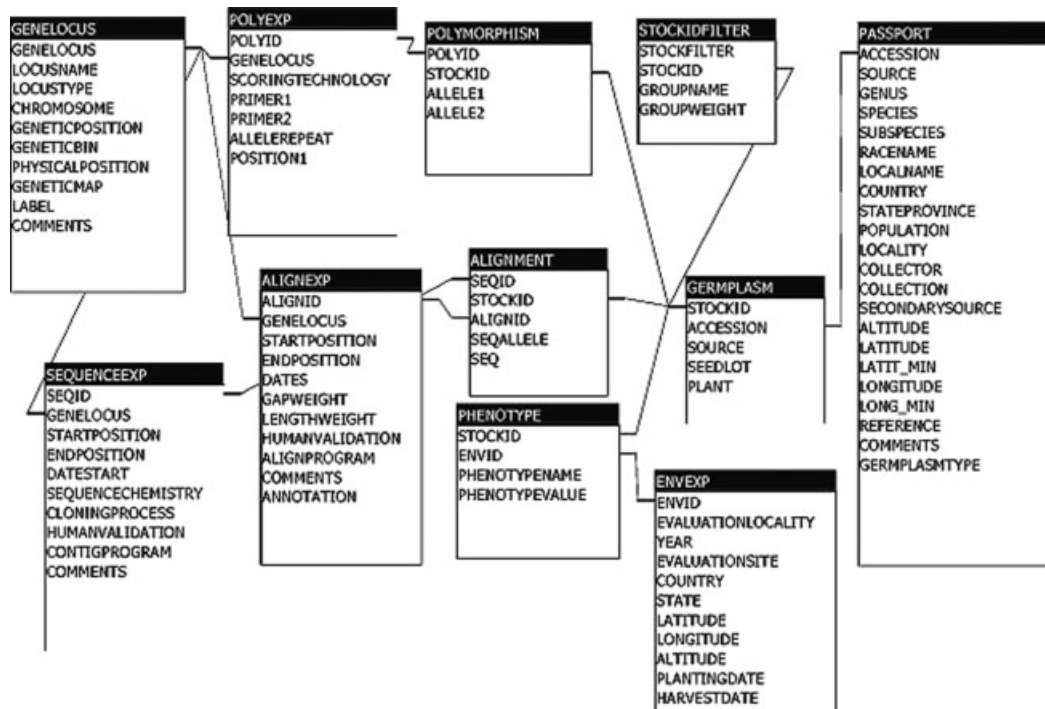 GENELOCUS
GENELOCUS
LOCUSNAME
LOCUSTYPE
CHROMOSOME
GENETICPOSITION
GENETICBIN
PHYSICALPOSITION
GENETICMAP
LABEL
COMMENTS
POLYEXP
POLYID
GENELOCUS
SCORINGTECHNOLOGY
PRIMER1
PRIMER2
ALLELEREPEAT
POSITION1
POLYMORPHISM
POLYID
STOCKID
ALLELE1
ALLELE2
STOCKIDFILTER
STOCKFILTER
STOCKID
GROUPNAME
GROUPWEIGHT
PASSPORT
ACCESSION
SOURCE
GENUS
SPECIES
SUBSPECIES
RACENAME
LOCALNAME
COUNTRY
STATEPROVINCE
POPULATION
LOCALITY
COLLECTOR
COLLECTION
SECONDARYSOURCE
ALTITUDE
LATITUDE
LATIT_MIN
LONGITUDE
LONG_MIN
REFERENCE
COMMENTS
GERMPLASMTYPE
SEQUENCEEXP
SEQID
GENELOCUS
STARTPOSITION
ENDPOSITION
DATESTART
SEQUENCECHEMISTRY
CLONINGPROCESS
HUMANVALIDATION
CONTIGPROGRAM
COMMENTS
ALIGNEXP
ALIGNID
GENELOCUS
STARTPOSITION
ENDPOSITION
DATES
GAPWEIGHT
LENGTHWEIGHT
HUMANVALIDATION
ALIGNPROGRAM
COMMENTS
ANNOTATION
ALIGNMENT
SEQID
STOCKID
ALIGNID
SEQALLELE
SEQ
GERMPLASM
STOCKID
ACCESSION
SOURCE
SEEDLOT
PLANT
PHENOTYPE
STOCKID
ENVID
PHENOTYPENAME
PHENOTYPEVALUE
ENVEXP
ENVID
EVALUATIONLOCALITY
YEAR
EVALUATIONSITE
COUNTRY
STATE
LATITUDE
LONGITUDE
ALTITUDE
PLANTINGDATE
HARVESTDATE